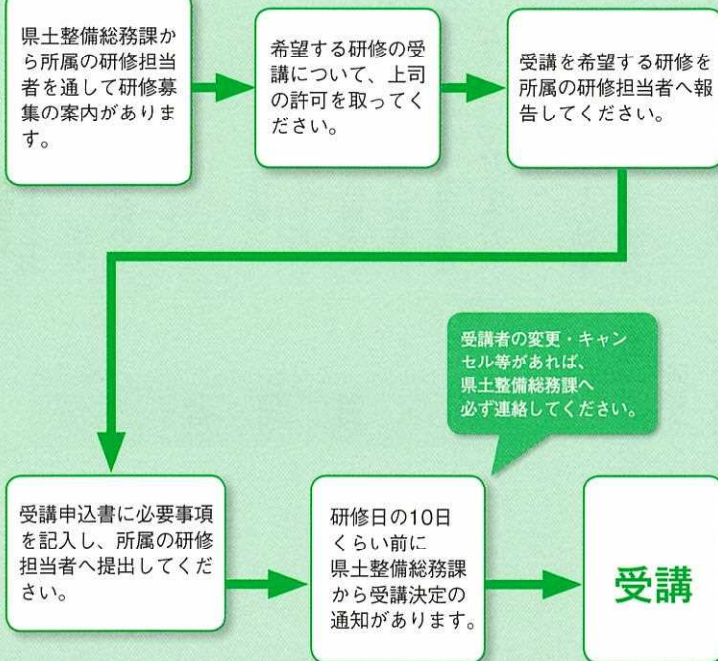 県土整備総務課か
ら所属の研修担当
者を通して研修募
集の案内がありま
す。
希望する研修の受
講について、上司
の許可を取ってく
ださい。
受講を希望する研修を
所属の研修担当者へ報
告してください。
受講者の変更・キャン
セル等があれば、
県土整備総務課へ
必ず連絡してください。
受講申込書に必要事項
を記入し、所属の研修
担当者へ提出してくだ
さい。
研修日の10日
くらい前に
県土整備総務課
から受講決定の
通知があります。
受講